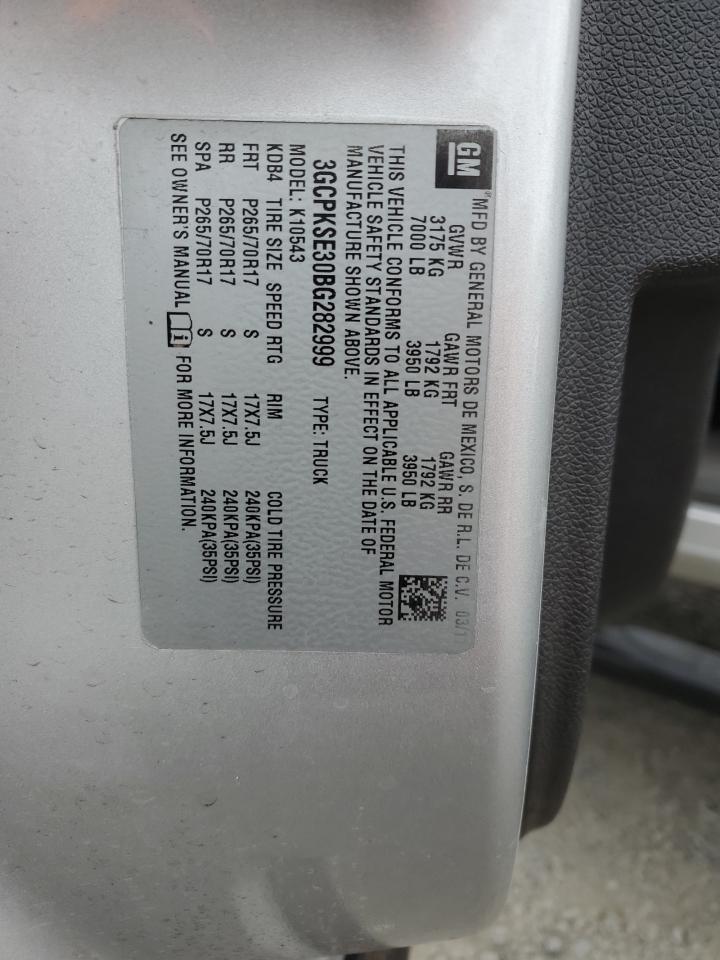 GM
MFD BY GENERAL MOTORS DE MEXICO, S. DE R.L. DE C.V. 03/1
GVWR GAWR FRT GAWR RR
3175 KG 1792 KG 1792 KG
7000 LB 3950 LB 3950 LB
THIS VEHICLE CONFORMS TO ALL APPLICABLE U.S. FEDERAL MOTOR
VEHICLE SAFETY STANDARDS IN EFFECT ON THE DATE OF
MANUFACTURE SHOWN ABOVE.
3GCPKSE30BG282999 TYPE: TRUCK
MODEL: K10543
KDB4 TIRE SIZE SPEED RTG RIM COLD TIRE PRESSURE
FRT P265/70R17 S 17X7.5J 240KPA(35PSI)
RR P265/70R17 S 17X7.5J 240KPA(35PSI)
SPA P265/70R17 S 17X7.5J 240KPA(35PSI)
SEE OWNER'S MANUAL FOR MORE INFORMATION.